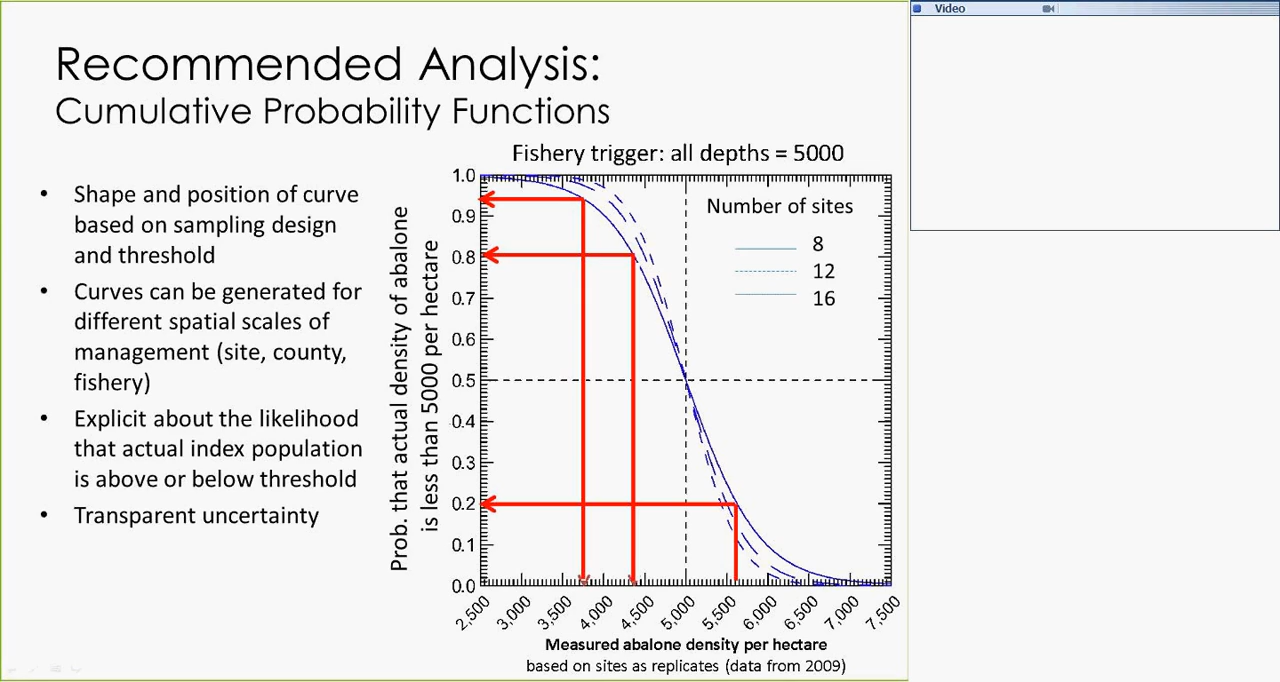 Video
Recommended Analysis:
Cumulative Probability Functions
• Shape and position of curve
based on sampling design
and threshold
• Curves can be generated for
different spatial scales of
management (site, county,
fishery)
• Explicit about the likelihood
that actual index population
is above or below threshold
• Transparent uncertainty
Fishery trigger: all depths = 5000
Prob. that actual density of abalone
is less than 5000 per hectare
1.0
0.9
0.8
0.7
0.6
0.5
0.4
0.3
0.2
0.1
0.0
Number of sites
8
12
16
2,500
3,000
3,500
4,000
4,500
5,000
5,500
6,000
6,500
7,000
7,500
Measured abalone density per hectare
based on sites as replicates (data from 2009)